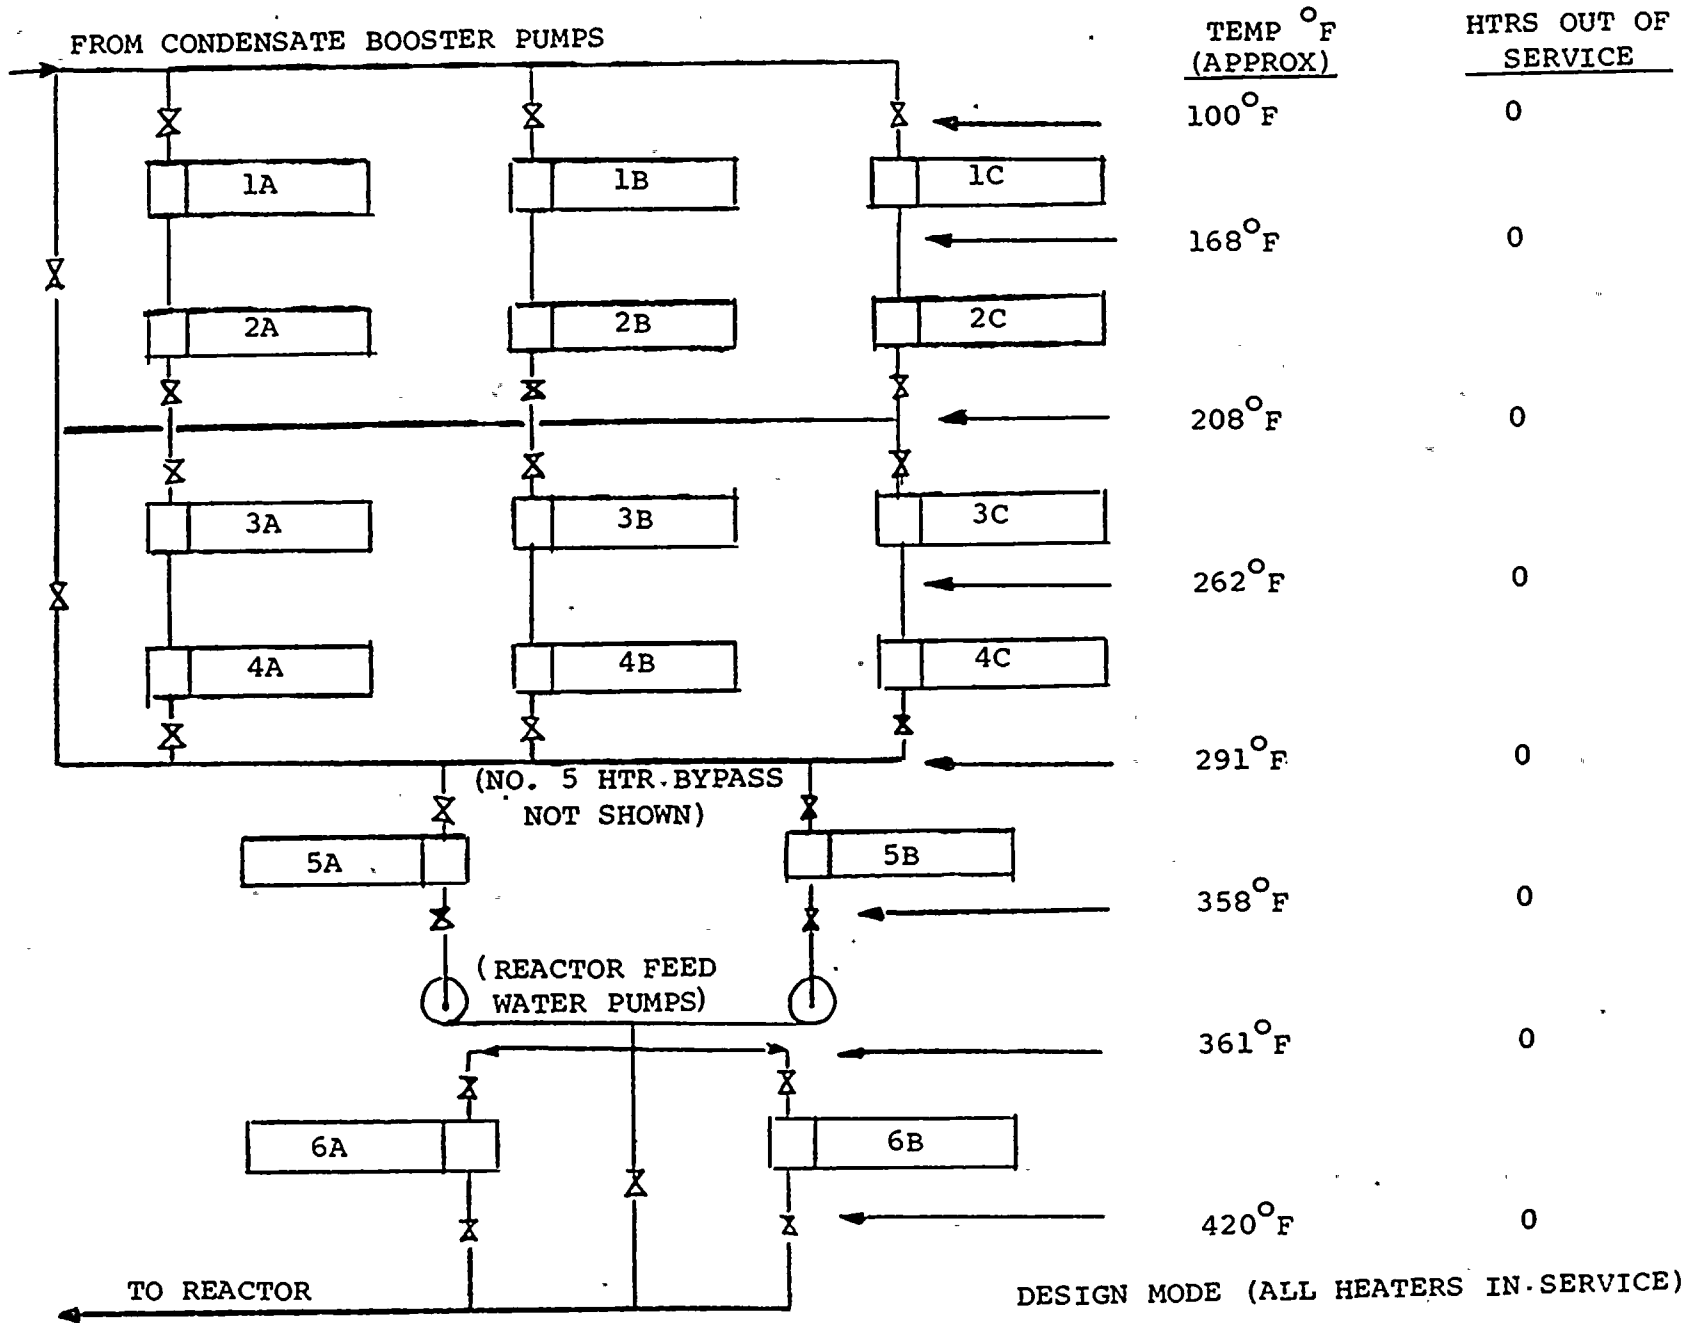 FROM CONDENSATE BOOSTER PUMPS
TEMP °F
(APPROX)
HTRS OUT OF
SERVICE
100°F 0
1A 1B 1C
168°F 0
2A 2B 2C
208°F 0
3A 3B 3C
262°F 0
4A 4B 4C
291°F 0
(NO. 5 HTR BYPASS
NOT SHOWN)
5A 5B
358°F 0
(REACTOR FEED
WATER PUMPS)
361°F 0
6A 6B
420°F 0
TO REACTOR
DESIGN MODE (ALL HEATERS IN SERVICE)